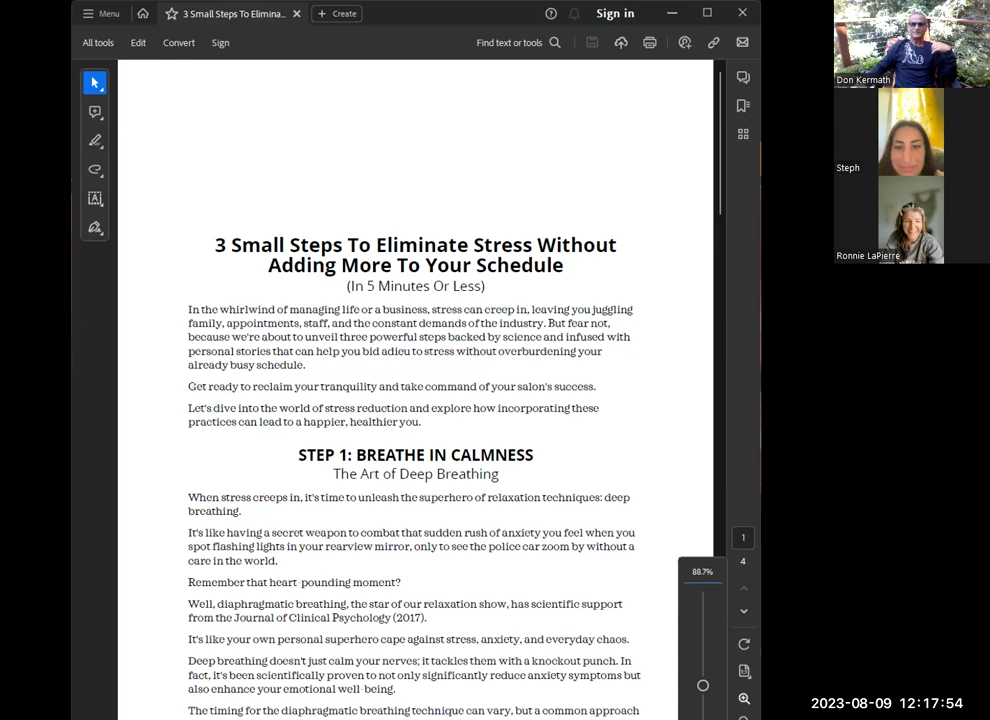 Menu
3 Small Steps To Elimina...
Create
Sign in
All tools
Edit
Convert
Sign
Find text or tools
3 Small Steps To Eliminate Stress Without
Adding More To Your Schedule
(In 5 Minutes Or Less)
In the whirlwind of managing life or a business, stress can creep in, leaving you juggling
family, appointments, staff, and the constant demands of the industry. But fear not,
because we're about to unveil three powerful steps backed by science and infused with
personal stories that can help you bid adieu to stress without overburdening your
already busy schedule.
Get ready to reclaim your tranquility and take command of your salon's success.
Let's dive into the world of stress reduction and explore how incorporating these
practices can lead to a happier, healthier you.
STEP 1: BREATHE IN CALMNESS
The Art of Deep Breathing
When stress creeps in, it's time to unleash the superhero of relaxation techniques: deep
breathing.
It's like having a secret weapon to combat that sudden rush of anxiety you feel when you
spot flashing lights in your rearview mirror, only to see the police car zoom by without a
care in the world.
Remember that heart-pounding moment?
Well, diaphragmatic breathing, the star of our relaxation show, has scientific support
from the Journal of Clinical Psychology (2017).
It's like your own personal superhero cape against stress, anxiety, and everyday chaos.
Deep breathing doesn't just calm your nerves; it tackles them with a knockout punch. In
fact, it's been scientifically proven to not only significantly reduce anxiety symptoms but
also enhance your emotional well-being.
The timing for the diaphragmatic breathing technique can vary, but a common approach
1
4
88.7%
Don Kermath
Steph
Ronnie LaPierre
2023-08-09 12:17:54